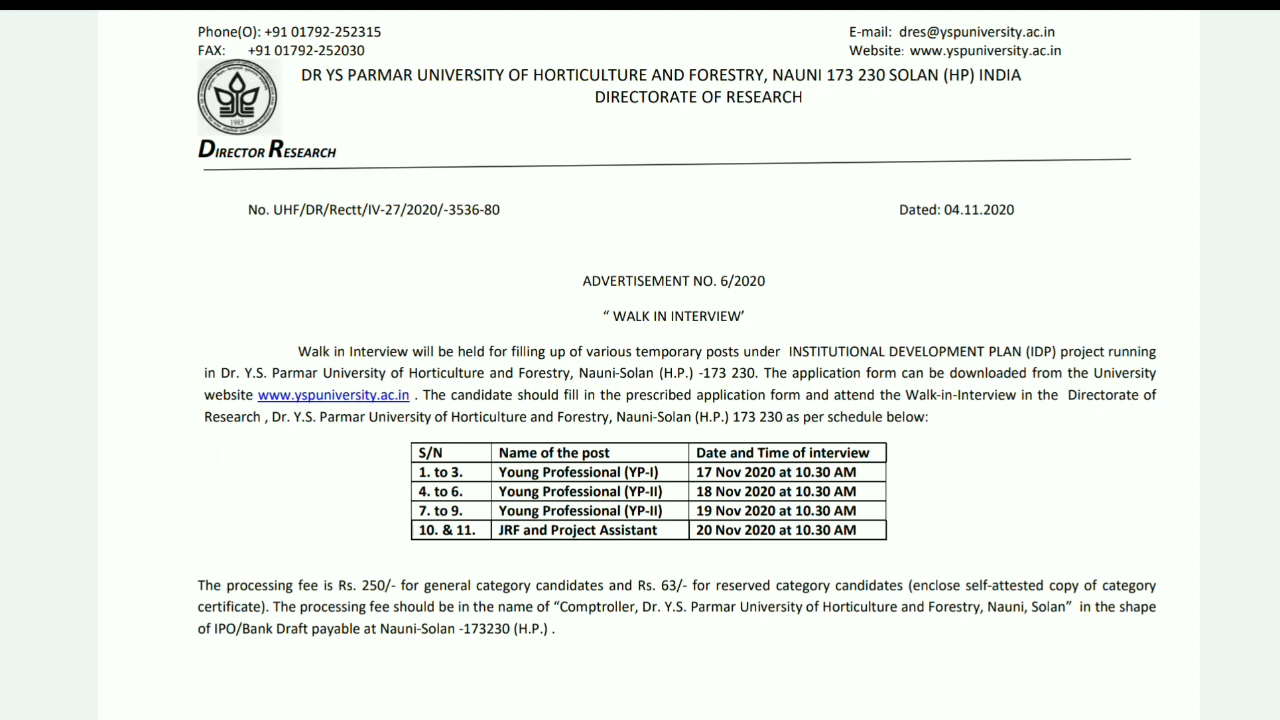 Phone(O): +91 01792-252315 E-mail: dres@yspuniversity.ac.in
FAX: +91 01792-252030 Website: www.yspuniversity.ac.in
DR YS PARMAR UNIVERSITY OF HORTICULTURE AND FORESTRY, NAUNI 173 230 SOLAN (HP) INDIA
DIRECTORATE OF RESEARCH
1985
DIRECTOR RESEARCH
No. UHF/DR/Rectt/IV-27/2020/-3536-80 Dated: 04.11.2020
ADVERTISEMENT NO. 6/2020
“ WALK IN INTERVIEW’
Walk in Interview will be held for filling up of various temporary posts under INSTITUTIONAL DEVELOPMENT PLAN (IDP) project running
in Dr. Y.S. Parmar University of Horticulture and Forestry, Nauni-Solan (H.P.) -173 230. The application form can be downloaded from the University
website www.yspuniversity.ac.in . The candidate should fill in the prescribed application form and attend the Walk-in-Interview in the Directorate of
Research , Dr. Y.S. Parmar University of Horticulture and Forestry, Nauni-Solan (H.P.) 173 230 as per schedule below:
S/N Name of the post Date and Time of interview
1. to 3. Young Professional (YP-I) 17 Nov 2020 at 10.30 AM
4. to 6. Young Professional (YP-II) 18 Nov 2020 at 10.30 AM
7. to 9. Young Professional (YP-II) 19 Nov 2020 at 10.30 AM
10. & 11. JRF and Project Assistant 20 Nov 2020 at 10.30 AM
The processing fee is Rs. 250/- for general category candidates and Rs. 63/- for reserved category candidates (enclose self-attested copy of category
certificate). The processing fee should be in the name of “Comptroller, Dr. Y.S. Parmar University of Horticulture and Forestry, Nauni, Solan” in the shape
of IPO/Bank Draft payable at Nauni-Solan -173230 (H.P.) .